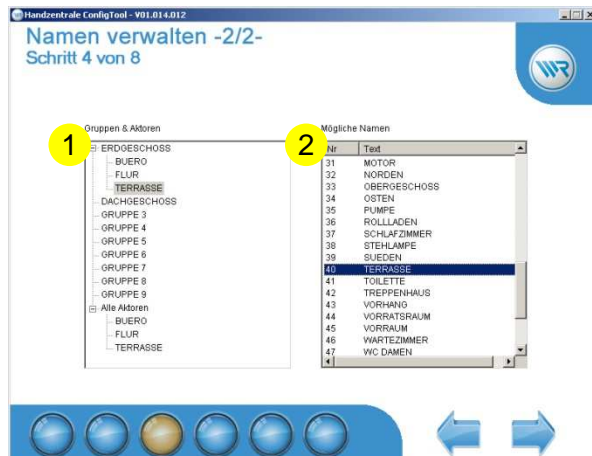 Handzentrale ConfigTool - V01.014.012
Namen verwalten -2/2-
Schritt 4 von 8
WR
1
Gruppen & Aktoren
ERDGESCHOSS
BUERO
FLUR
TERRASSE
DACHGESCHOSS
GRUPPE 3
GRUPPE 4
GRUPPE 5
GRUPPE 6
GRUPPE 7
GRUPPE 8
GRUPPE 9
Alle Aktoren
BUERO
FLUR
TERRASSE
2
Mögliche Namen
Nr Text
31 MOTOR
32 NORDEN
33 OBERGESCHOSS
34 OSTEN
35 PUMPE
36 ROLLLADEN
37 SCHLAFZIMMER
38 STEHLAMPE
39 SUEDEN
40 TERRASSE
41 TOILETTE
42 TREPPENHAUS
43 VORHANG
44 VORRATSRAUM
45 VORRAUM
46 WARTEZIMMER
47 WC DAMEN